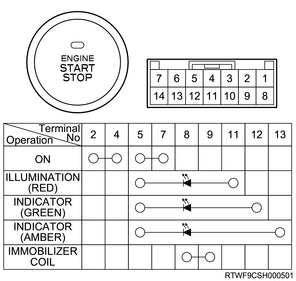 ENGINE
START
STOP
7 6 5 4 3 2 1
14 13 12 11 10 9 8
Terminal No
Operation
2 4 5 7 8 9 11 12 13
ON
ILLUMINATION
(RED)
INDICATOR
(GREEN)
INDICATOR
(AMBER)
IMMOBILIZER
COIL
RTWF9CSH000501